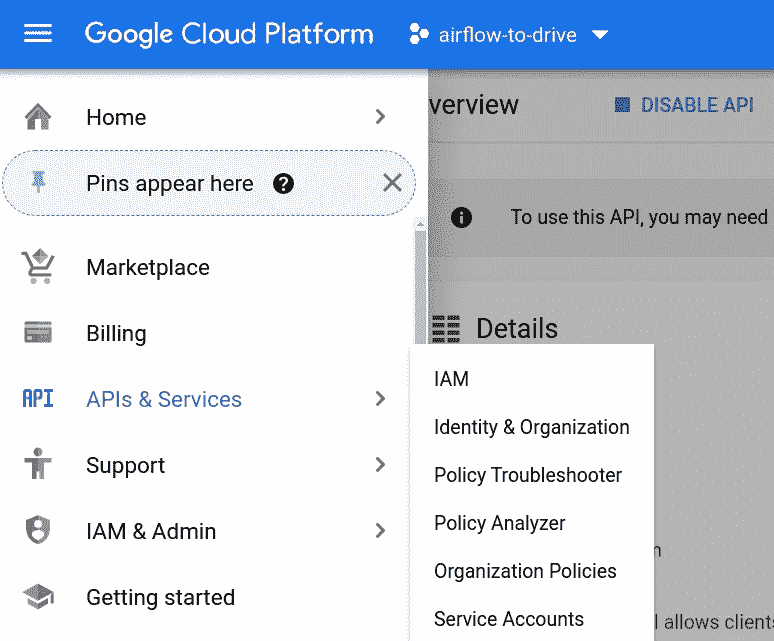 Google Cloud Platform airflow-to-drive
Home
Pins appear here ?
Marketplace
Billing
API APIs & Services
Support
IAM & Admin
Getting started
verview DISABLE API
To use this API, you may need
Details
IAM
Identity & Organization
Policy Troubleshooter
Policy Analyzer
Organization Policies
Service Accounts
n
l allows clients